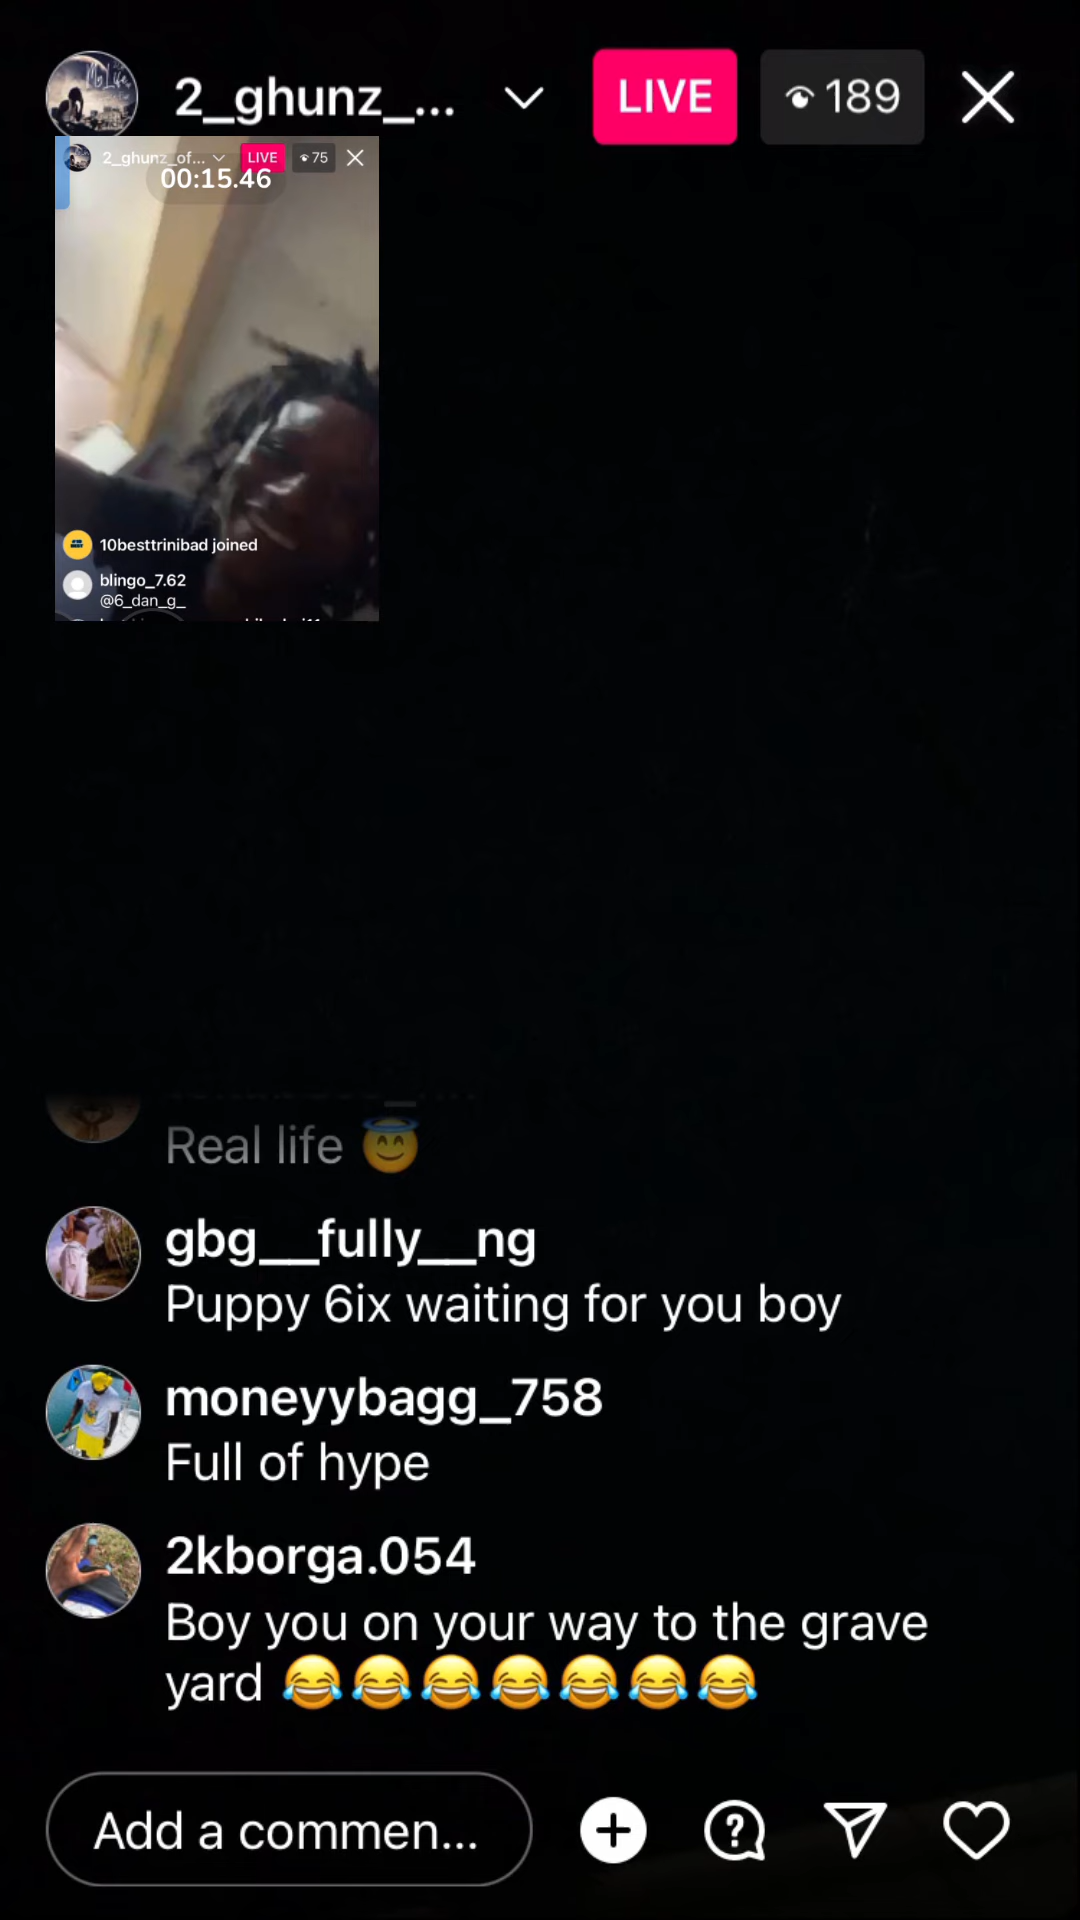 My Life
2_ghunz_...
LIVE
189
2_ghunz_of...
LIVE
75
00:15.46
10besttrinibad joined
blingo_7.62
@6_dan_g_
Real life 😇
gbg__fully__ng
Puppy 6ix waiting for you boy
moneyybagg_758
Full of hype
2kborga.054
Boy you on your way to the grave
yard 😂😂😂😂😂😂😂
Add a commen...